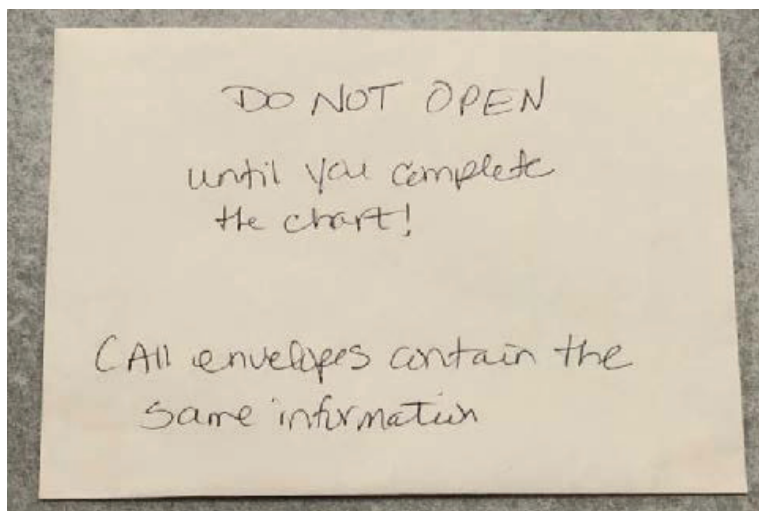 DO NOT OPEN
until you complete
the chart!
(All envelopes contain the
same information